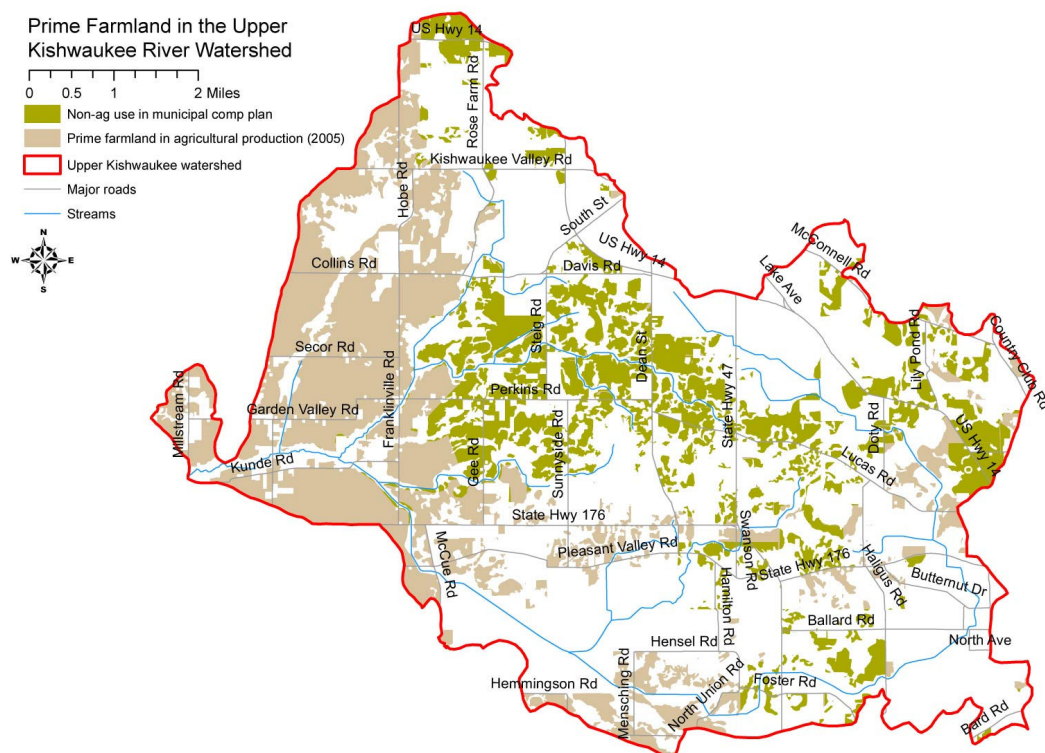 Prime Farmland in the Upper
Kishwaukee River Watershed
0 0.5 1 2 Miles
Non-ag use in municipal comp plan
Prime farmland in agricultural production (2005)
Upper Kishwaukee watershed
Major roads
Streams
N
W E
S
US Hwy 14
Rose Farm Rd
Kishwaukee Valley Rd
Hobe Rd
South St
US Hwy 14
McConnell Rd
Collins Rd
Davis Rd
Lake Ave
Steig Rd
Dean St
Lily Pond Rd
Country Club Rd
Secor Rd
State Hwy 47
Millstream Rd
Perkins Rd
Garden Valley Rd
Franklinville Rd
Doty Rd
US Hwy 14
Gee Rd
Sunnyside Rd
Lucas Rd
Kunde Rd
State Hwy 176
Swanson Rd
McCue Rd
Pleasant Valley Rd
State Hwy 176
Haligus Rd
Butternut Dr
Hamilton Rd
Ballard Rd
Hensel Rd
North Ave
Mensching Rd
North Union Rd
Foster Rd
Hemmingson Rd
Bard Rd